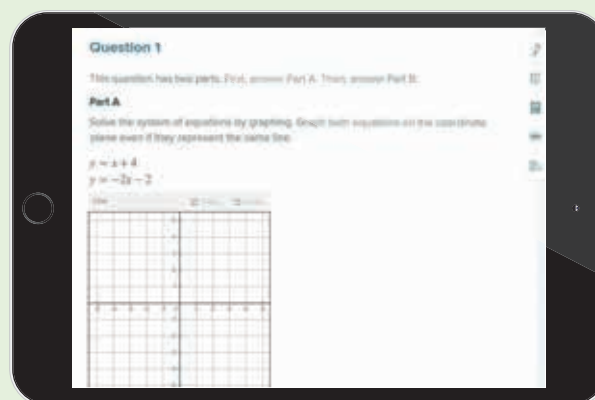 Question 1
This question has two parts. First, answer Part A. Then, answer Part B.
Part A
Solve the system of equations by graphing. Graph both equations on the coordinate
plane even if they represent the same line.
y = x + 4
y = −2x − 2
Line